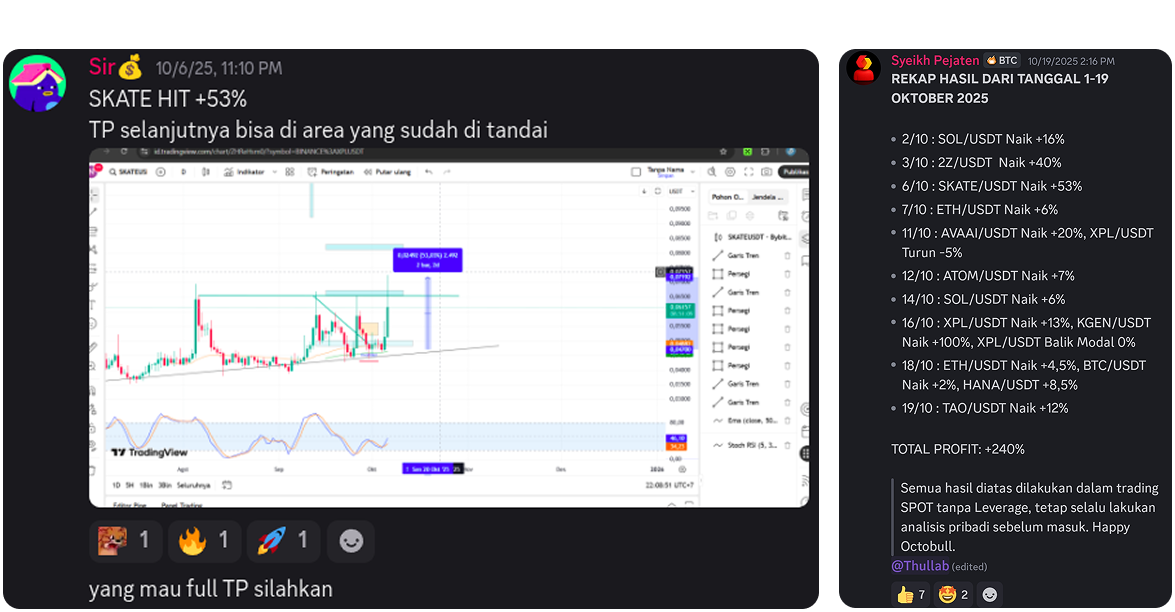 Sir💰 10/6/25, 11:10 PM
SKATE HIT +53%
TP selanjutnya bisa di area yang sudah di tandai
SKATEUS
D
Indikator
Peringatan
Putar ulang
Tanpa Nama
Publikas
Pohon O...
Jendela ...
USDT
SKATEUSDT - Bybit...
Garis Tren
Persegi
Garis Tren
Persegi
Persegi
Persegi
Persegi
Garis Tren
Garis Tren
Ema (close, 50...
Stoch RSI (5, 3...
TradingView
Sep
Okt
Nov
Des
2026
1D 5H 1Bln 3Bln Seluruhnya
22:08:51 UTC+7
Editor Pine
Panel Trading
1
1
1
yang mau full TP silahkan
Syeikh Pejaten BTC 10/19/2025 2:16 PM
REKAP HASIL DARI TANGGAL 1-19
OKTOBER 2025
• 2/10 : SOL/USDT Naik +16%
• 3/10 : 2Z/USDT Naik +40%
• 6/10 : SKATE/USDT Naik +53%
• 7/10 : ETH/USDT Naik +6%
• 11/10 : AVAAI/USDT Naik +20%, XPL/USDT
Turun -5%
• 12/10 : ATOM/USDT Naik +7%
• 14/10 : SOL/USDT Naik +6%
• 16/10 : XPL/USDT Naik +13%, KGEN/USDT
Naik +100%, XPL/USDT Balik Modal 0%
• 18/10 : ETH/USDT Naik +4,5%, BTC/USDT
Naik +2%, HANA/USDT +8,5%
• 19/10 : TAO/USDT Naik +12%
TOTAL PROFIT: +240%
Semua hasil diatas dilakukan dalam trading
SPOT tanpa Leverage, tetap selalu lakukan
analisis pribadi sebelum masuk. Happy
Octobull.
@Thullab (edited)
7
2